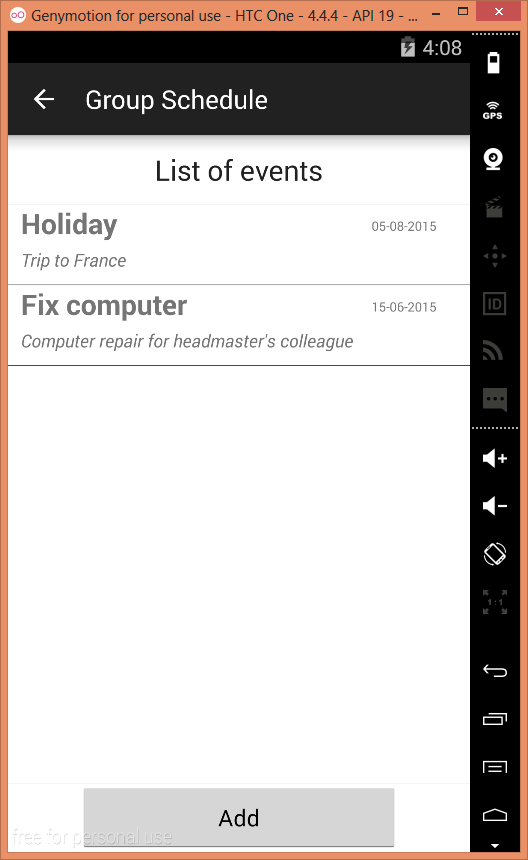 Genymotion for personal use - HTC One - 4.4.4 - API 19 - ...
4:08
GPS
Group Schedule
List of events
Holiday
05-08-2015
Trip to France
ID
Fix computer
15-06-2015
Computer repair for headmaster's colleague
1:1
Add
free for personal use